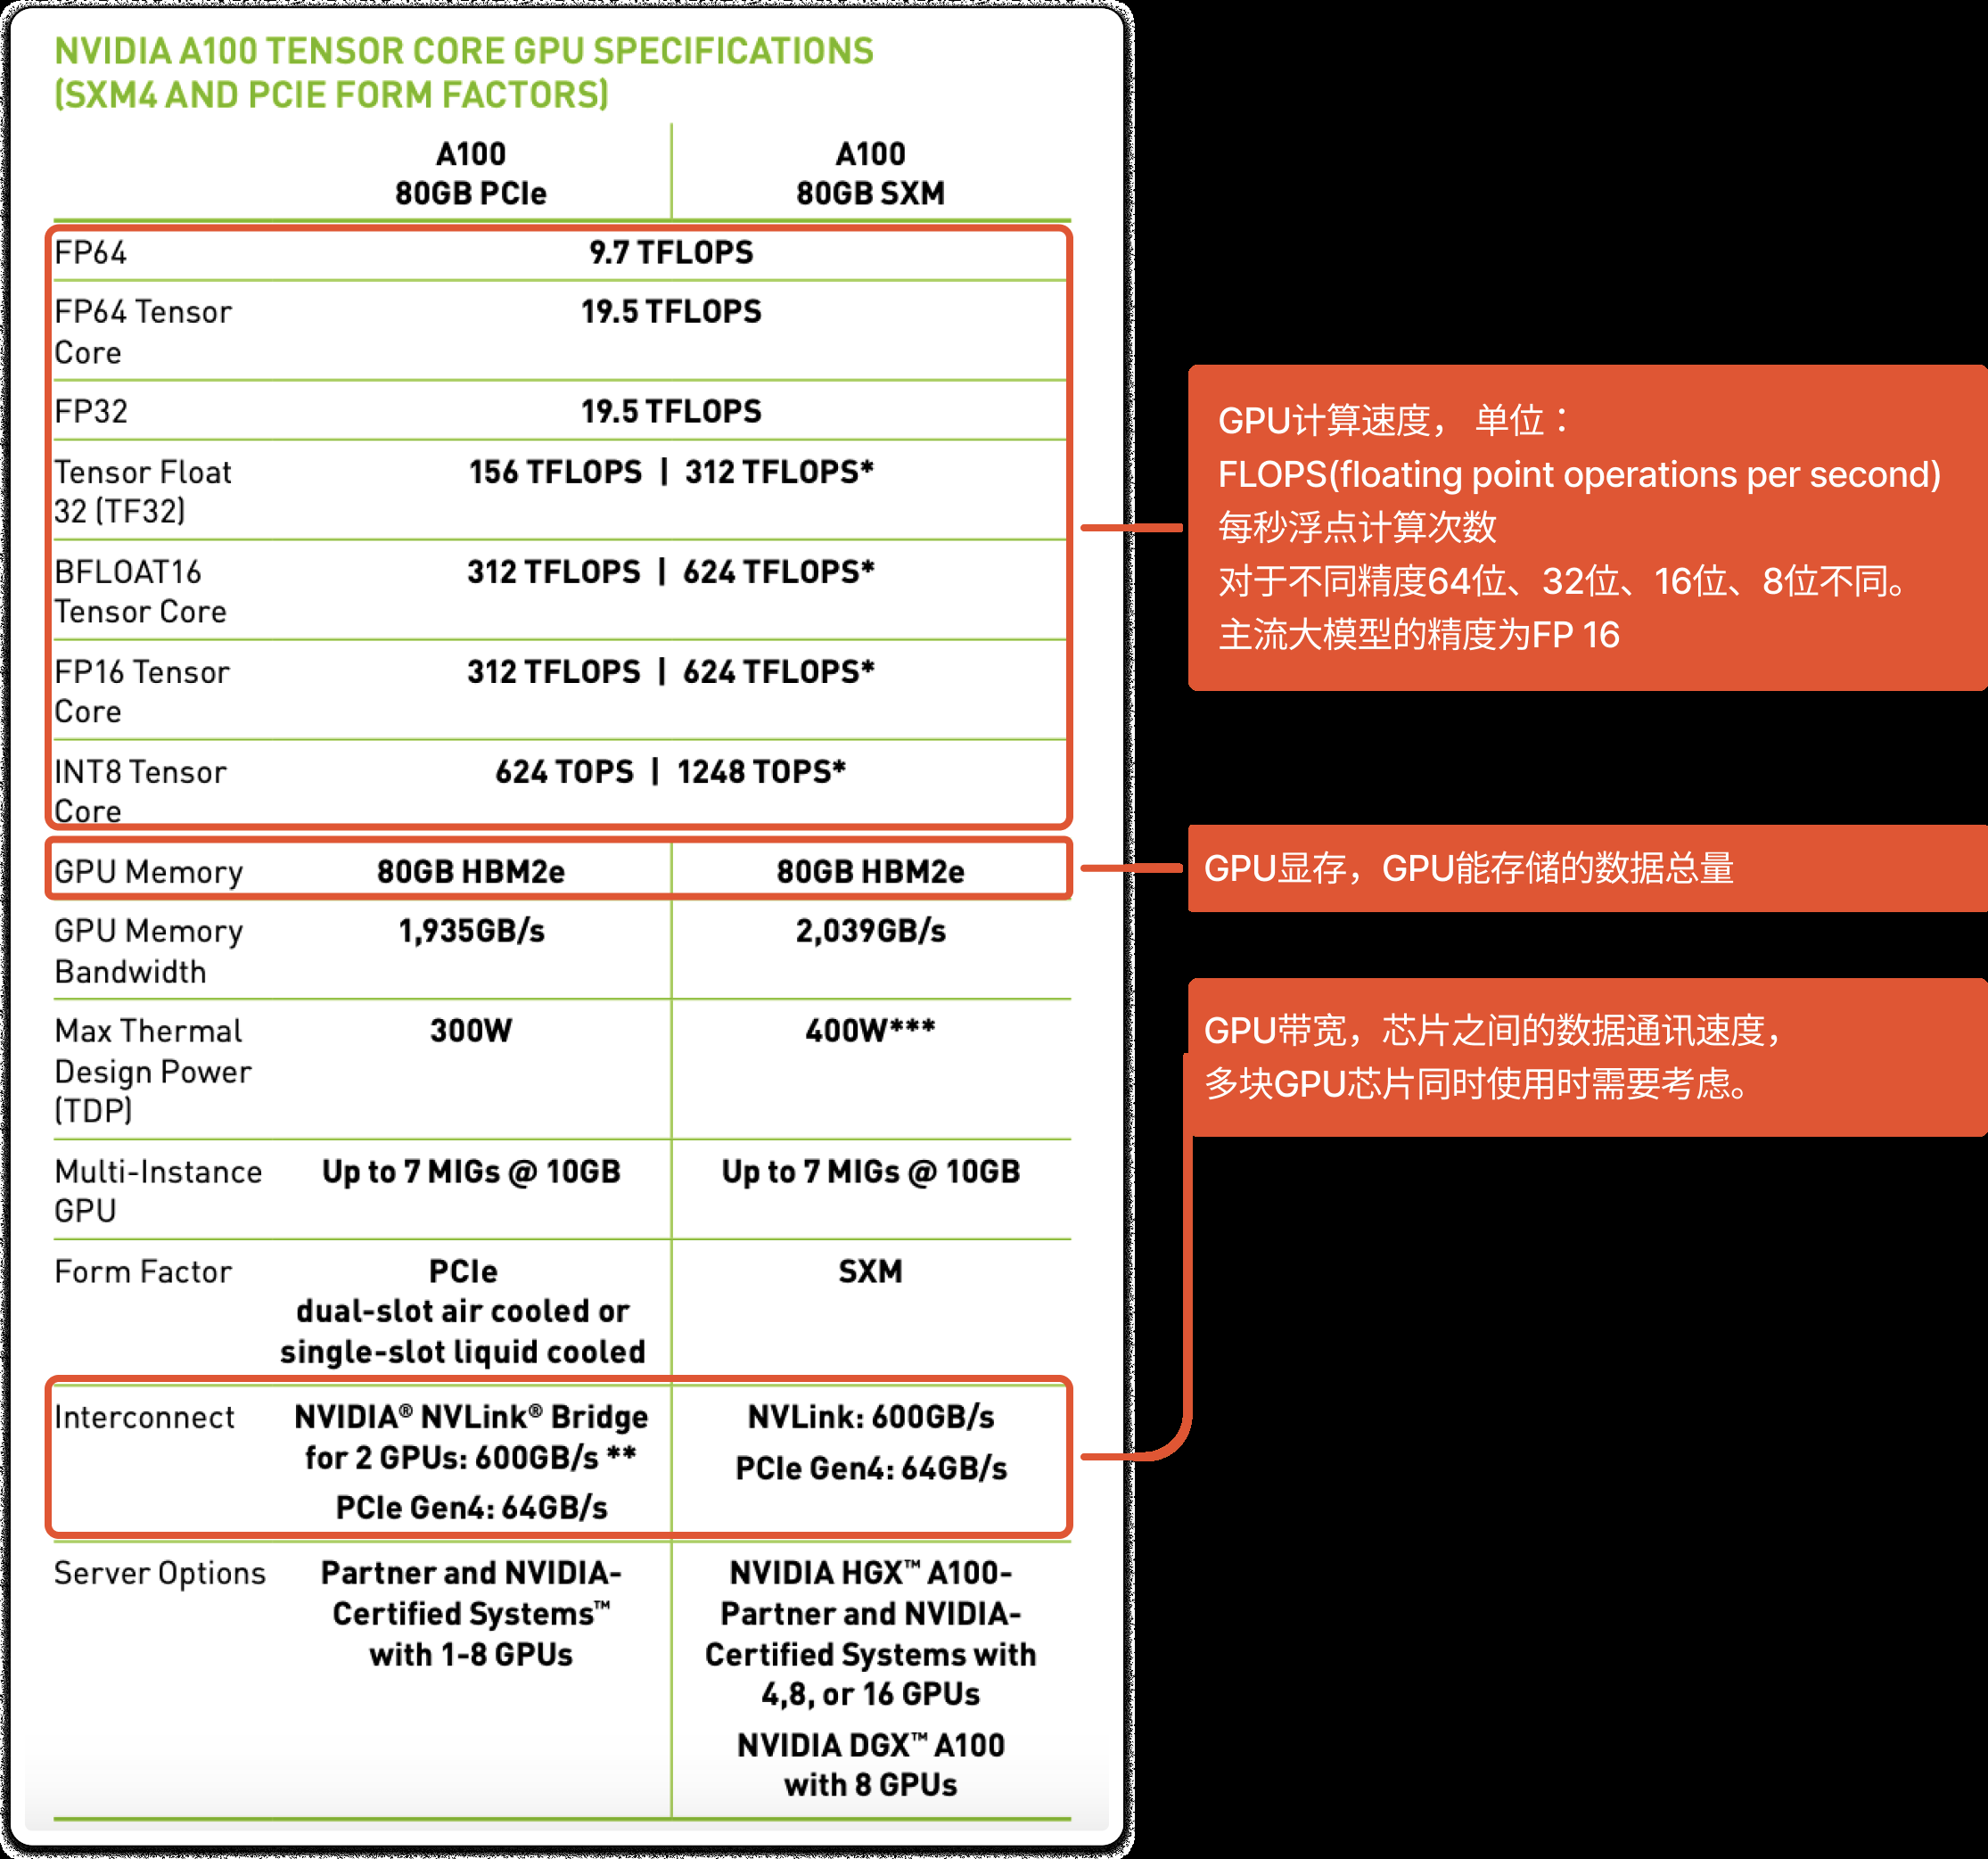 NVIDIA A100 TENSOR CORE GPU SPECIFICATIONS
(SXM4 AND PCIE FORM FACTORS)
A100
80GB PCIe
A100
80GB SXM
FP64
9.7 TFLOPS
FP64 Tensor
Core
19.5 TFLOPS
FP32
19.5 TFLOPS
Tensor Float
32 (TF32)
156 TFLOPS | 312 TFLOPS*
BFLOAT16
Tensor Core
312 TFLOPS | 624 TFLOPS*
FP16 Tensor
Core
312 TFLOPS | 624 TFLOPS*
INT8 Tensor
Core
624 TOPS | 1248 TOPS*
GPU Memory
80GB HBM2e
80GB HBM2e
GPU Memory
Bandwidth
1,935GB/s
2,039GB/s
Max Thermal
Design Power
(TDP)
300W
400W***
Multi-Instance
GPU
Up to 7 MIGs @ 10GB
Up to 7 MIGs @ 10GB
Form Factor
PCIe
dual-slot air cooled or
single-slot liquid cooled
SXM
Interconnect
NVIDIA® NVLink® Bridge
for 2 GPUs: 600GB/s **
PCIe Gen4: 64GB/s
NVLink: 600GB/s
PCIe Gen4: 64GB/s
Server Options
Partner and NVIDIA-
Certified Systems™
with 1-8 GPUs
NVIDIA HGX™ A100-
Partner and NVIDIA-
Certified Systems with
4,8, or 16 GPUs
NVIDIA DGX™ A100
with 8 GPUs
GPU计算速度， 单位：
FLOPS(floating point operations per second)
每秒浮点计算次数
对于不同精度64位、32位、16位、8位不同。
主流大模型的精度为FP 16
GPU显存，GPU能存储的数据总量
GPU带宽，芯片之间的数据通讯速度，
多块GPU芯片同时使用时需要考虑。